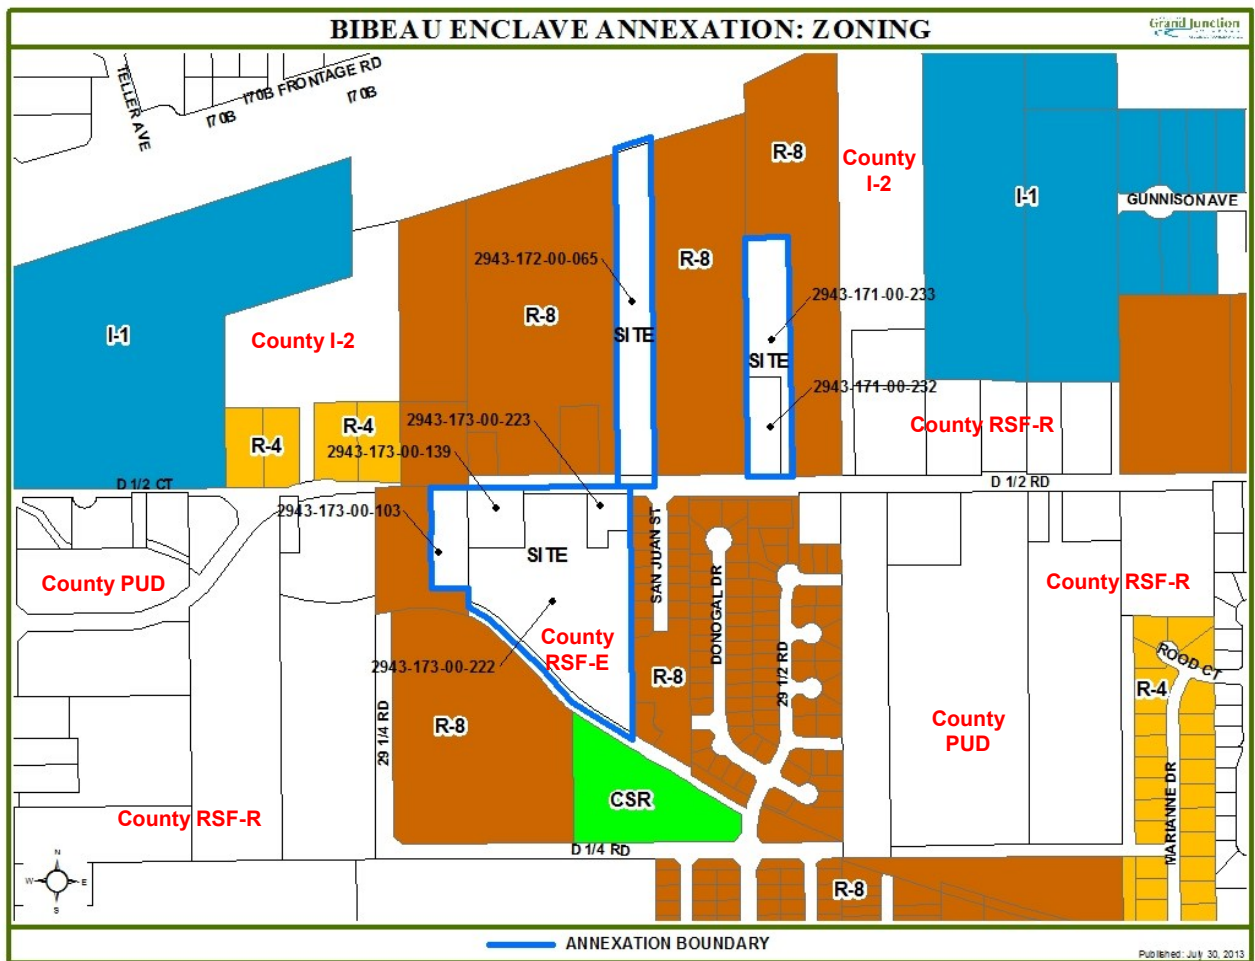 BIBEAU ENCLAVE ANNEXATION: ZONING
Grand Junction
TELLER AVE
I70B FRONTAGE RD
I70B
I70B
R-8
County
I-2
I-1
GUNNISON AVE
2943-172-00-065
R-8
2943-171-00-233
R-8
I-1
County I-2
SITE
SITE
2943-171-00-232
2943-173-00-223
R-4
R-4
County RSF-R
2943-173-00-139
D 1/2 CT
D 1/2 RD
2943-173-00-103
SITE
SAN JUAN ST
DONOGAL DR
29 1/2 RD
County PUD
County RSF-R
County
RSF-E
2943-173-00-222
R-8
ROOD CT
R-4
29 1/4 RD
R-8
County
PUD
CSR
County RSF-R
MARIANNE DR
D 1/4 RD
R-8
N
W
E
S
ANNEXATION BOUNDARY
Published: July 30, 2013